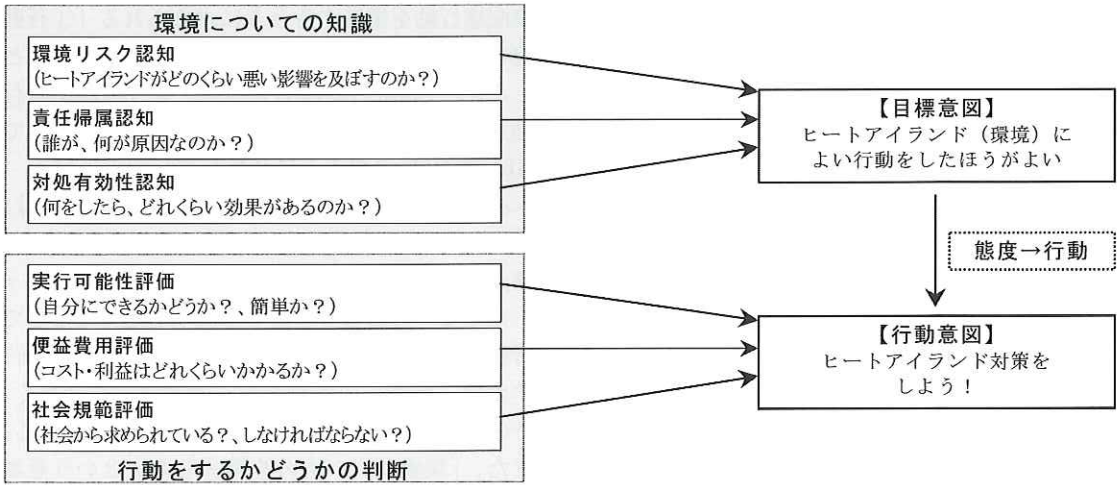 環境についての知識
環境リスク認知
(ヒートアイランドがどのくらい悪い影響を及ぼすのか？)
責任帰属認知
(誰が、何が原因なのか？)
対処有効性認知
(何をしたら、どれくらい効果があるのか？)
【目標意図】
ヒートアイランド（環境）に
よい行動をしたほうがよい
態度→行動
実行可能性評価
(自分にできるかどうか？、簡単か？)
便益費用評価
(コスト・利益はどれくらいかかるか？)
社会規範評価
(社会から求められている？、しなければならない？)
行動をするかどうかの判断
【行動意図】
ヒートアイランド対策を
しよう！